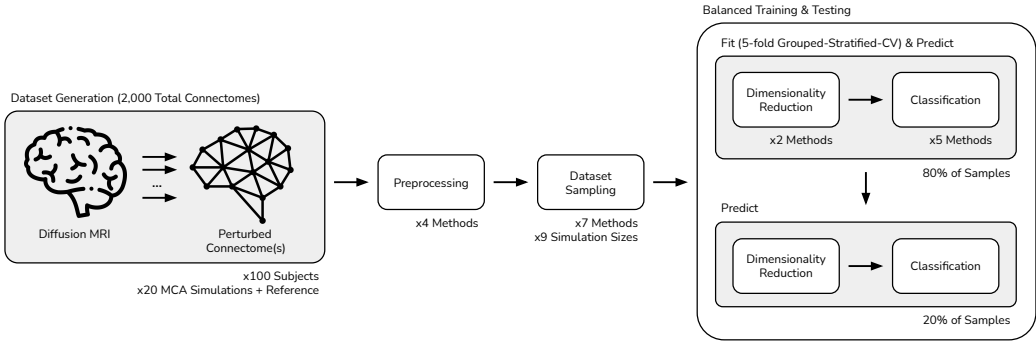 Dataset Generation (2,000 Total Connectomes)
...
Diffusion MRI
Perturbed
Connectome(s)
x100 Subjects
x20 MCA Simulations + Reference
Preprocessing
x4 Methods
Dataset
Sampling
x7 Methods
x9 Simulation Sizes
Balanced Training & Testing
Fit (5-fold Grouped-Stratified-CV) & Predict
Dimensionality
Reduction
Classification
x2 Methods
x5 Methods
80% of Samples
Predict
Dimensionality
Reduction
Classification
20% of Samples